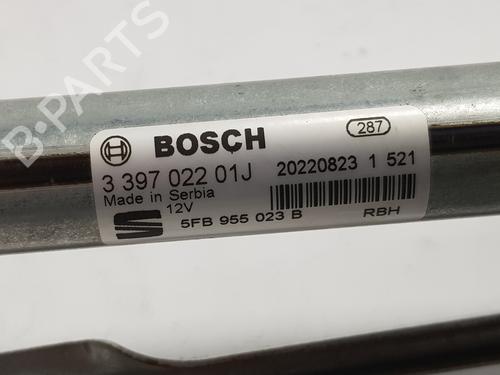 B-PARTS
BOSCH
287
3 397 022 01J
20220823 1 521
Made in Serbia
12V
5FB 955 023 B
RBH